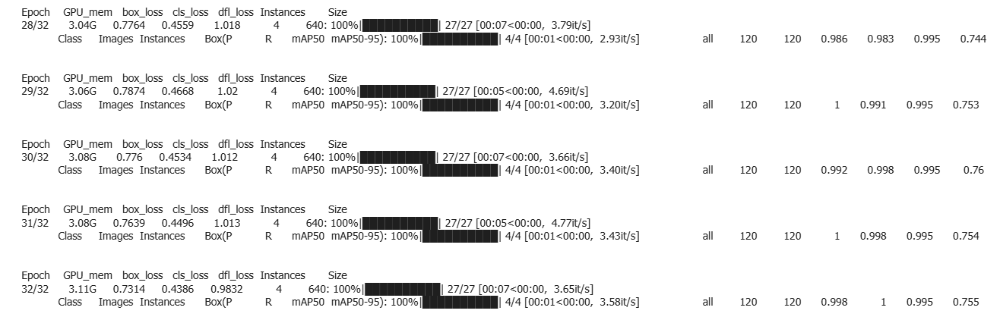 Epoch GPU_mem box_loss cls_loss dfl_loss Instances Size
28/32 3.04G 0.7764 0.4559 1.018 4 640: 100%|██████████| 27/27 [00:07<00:00, 3.79it/s]
Class Images Instances Box(P R mAP50 mAP50-95): 100%|██████████| 4/4 [00:01<00:00, 2.93it/s] all 120 120 0.986 0.983 0.995 0.744
Epoch GPU_mem box_loss cls_loss dfl_loss Instances Size
29/32 3.06G 0.7874 0.4668 1.02 4 640: 100%|██████████| 27/27 [00:05<00:00, 4.69it/s]
Class Images Instances Box(P R mAP50 mAP50-95): 100%|██████████| 4/4 [00:01<00:00, 3.20it/s] all 120 120 1 0.991 0.995 0.753
Epoch GPU_mem box_loss cls_loss dfl_loss Instances Size
30/32 3.08G 0.776 0.4534 1.012 4 640: 100%|██████████| 27/27 [00:07<00:00, 3.66it/s]
Class Images Instances Box(P R mAP50 mAP50-95): 100%|██████████| 4/4 [00:01<00:00, 3.40it/s] all 120 120 0.992 0.998 0.995 0.76
Epoch GPU_mem box_loss cls_loss dfl_loss Instances Size
31/32 3.08G 0.7639 0.4496 1.013 4 640: 100%|██████████| 27/27 [00:05<00:00, 4.77it/s]
Class Images Instances Box(P R mAP50 mAP50-95): 100%|██████████| 4/4 [00:01<00:00, 3.43it/s] all 120 120 1 0.998 0.995 0.754
Epoch GPU_mem box_loss cls_loss dfl_loss Instances Size
32/32 3.11G 0.7314 0.4386 0.9832 4 640: 100%|██████████| 27/27 [00:07<00:00, 3.65it/s]
Class Images Instances Box(P R mAP50 mAP50-95): 100%|██████████| 4/4 [00:01<00:00, 3.58it/s] all 120 120 0.998 1 0.995 0.755